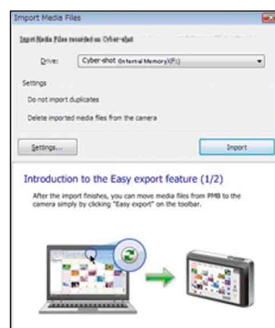 Import Media Files
Import Media Files recorded on Cyber-shot
Drive:
Cyber-shot (Internal Memory)(F:)
Settings
Do not import duplicates
Delete imported media files from the camera
Settings...
Import
Introduction to the Easy export feature (1/2)
After the import finishes, you can move media files from PMB to the
camera simply by clicking "Easy export" on the toolbar.